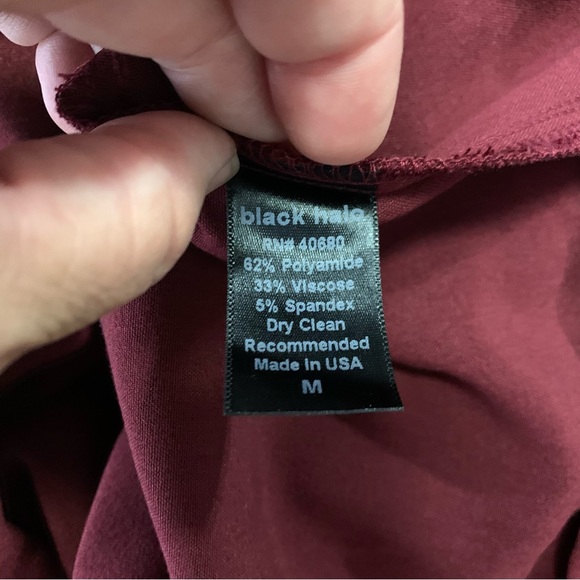 black halo
RN# 40680
62% Polyamide
33% Viscose
5% Spandex
Dry Clean
Recommended
Made in USA
M